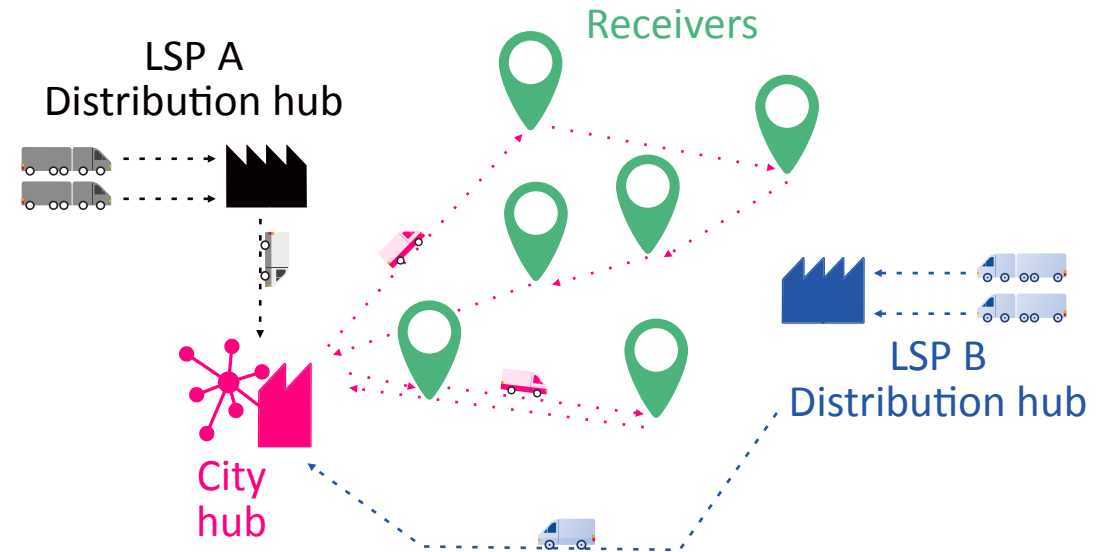 Receivers
LSP A
Distribution hub
LSP B
Distribution hub
City
hub